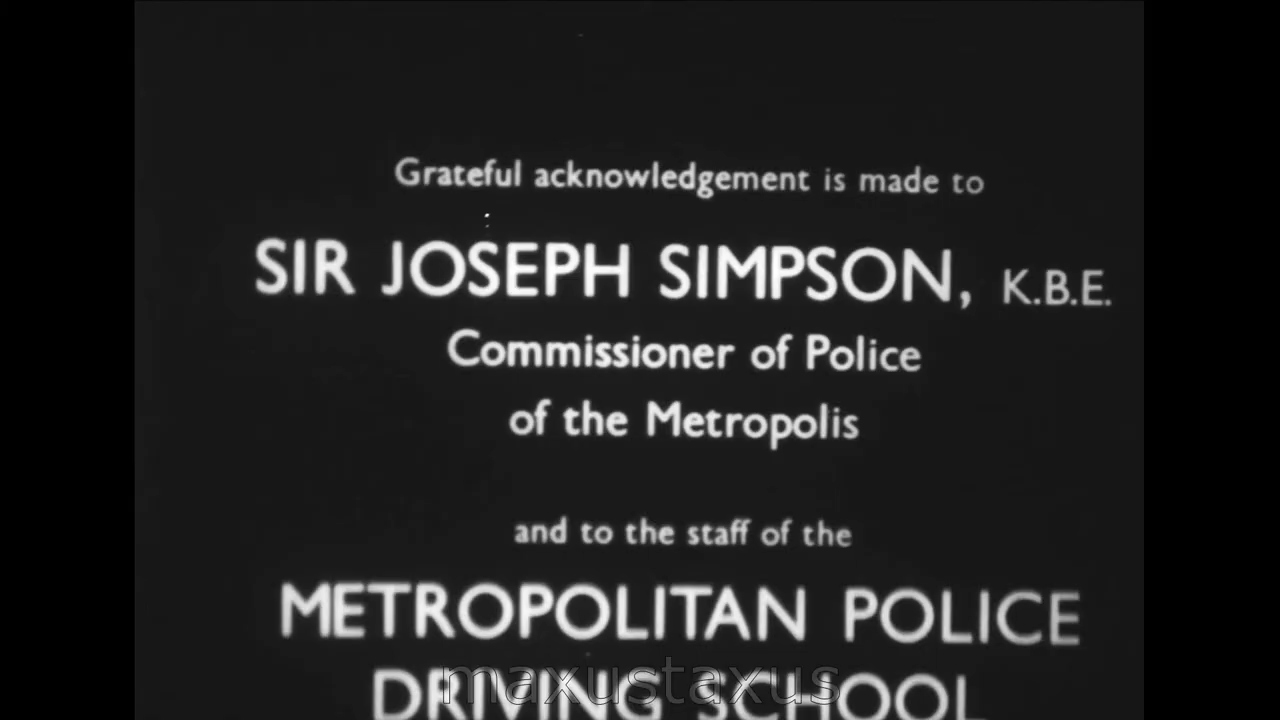 Grateful acknowledgement is made to
SIR JOSEPH SIMPSON, K.B.E.
Commissioner of Police
of the Metropolis
and to the staff of the
METROPOLITAN POLICE
DRIVING SCHOOL
maxustaxus